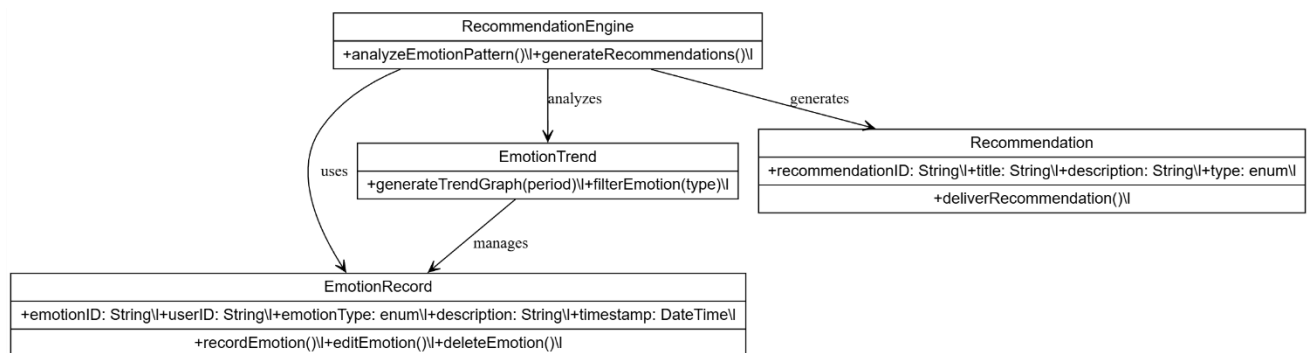 RecommendationEngine
+analyzeEmotionPattern()\l+generateRecommendations()\l
analyzes
generates
uses
EmotionTrend
+generateTrendGraph(period)\l+filterEmotion(type)\l
Recommendation
+recommendationID: String\l+title: String\l+description: String\l+type: enum\l
+deliverRecommendation()\l
manages
EmotionRecord
+emotionID: String\l+userID: String\l+emotionType: enum\l+description: String\l+timestamp: DateTime\l
+recordEmotion()\l+editEmotion()\l+deleteEmotion()\l